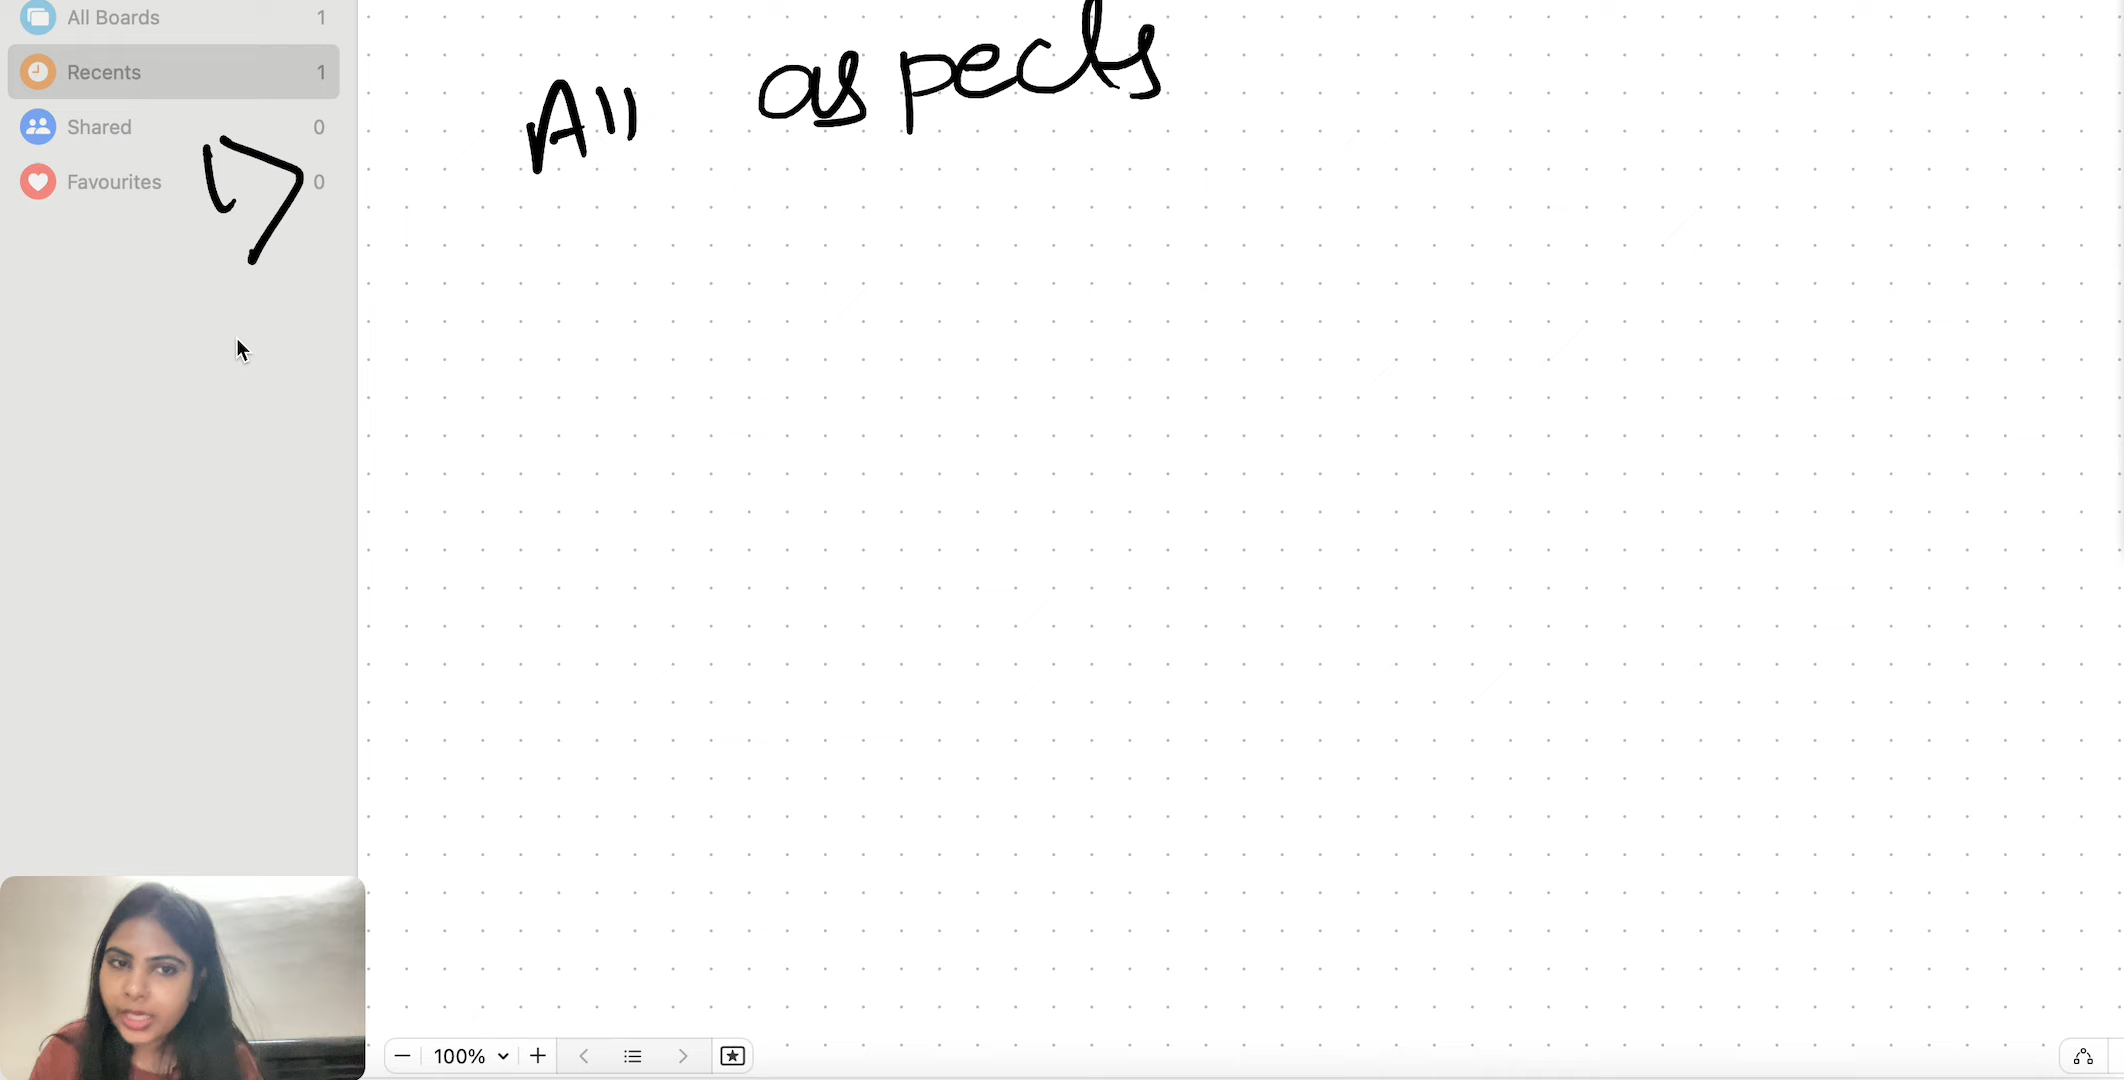 All Boards 1
Recents 1
Shared 0
Favourites 0
All aspects
100%